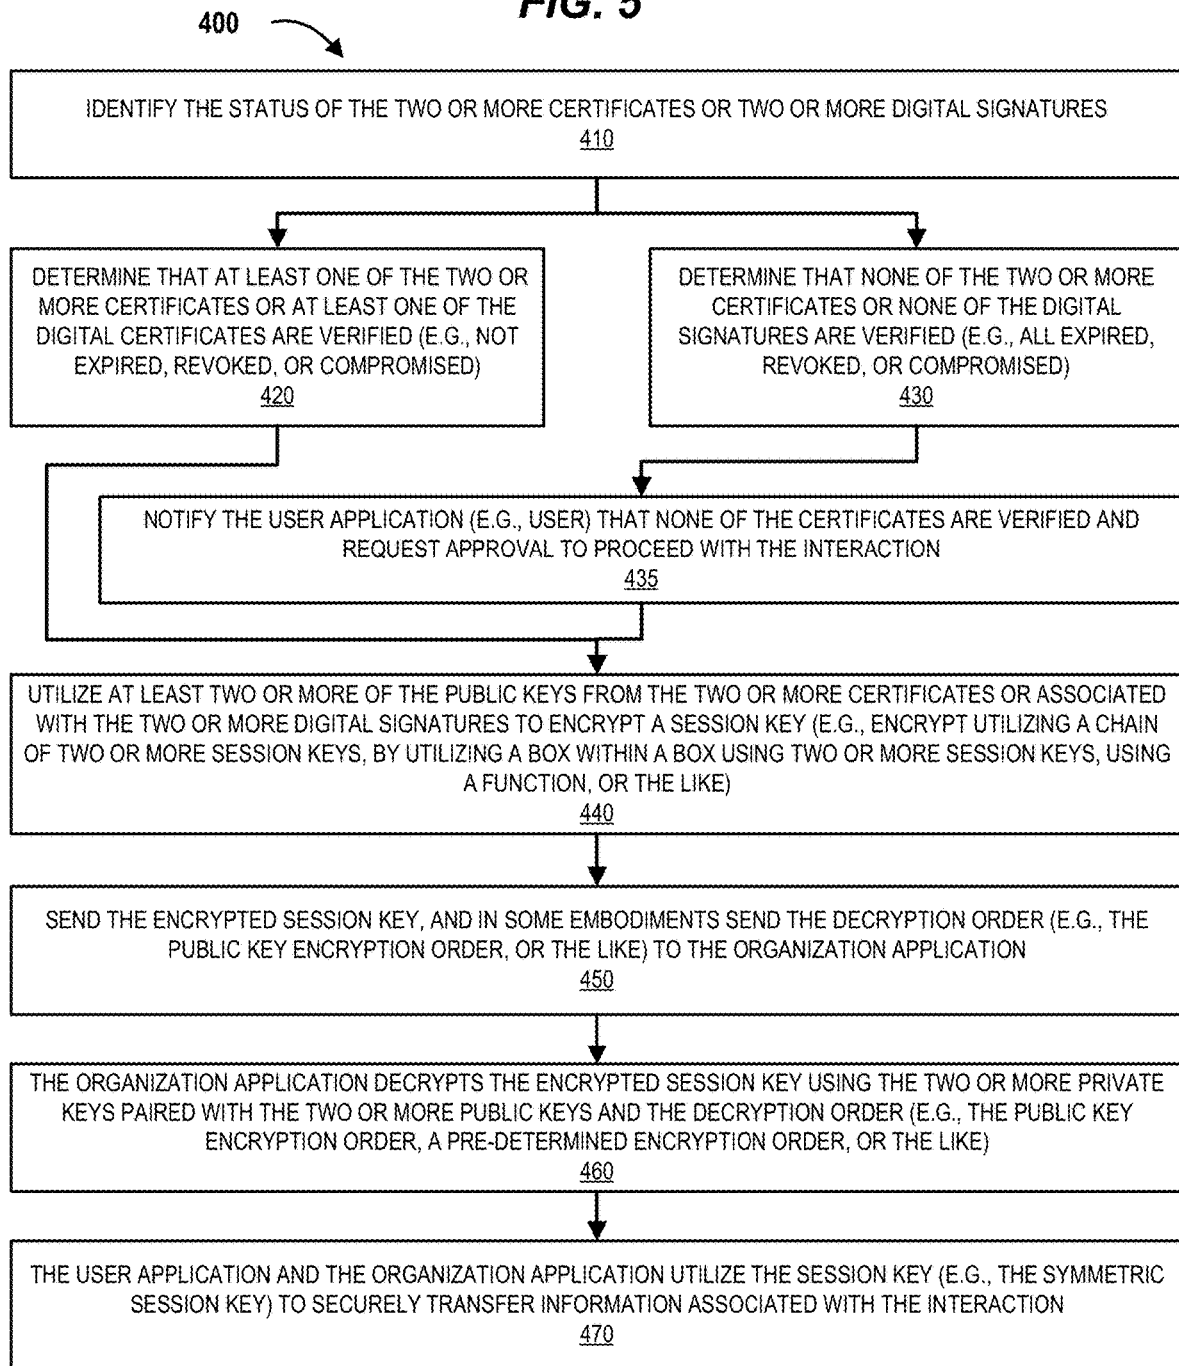 FIG. 5
400
IDENTIFY THE STATUS OF THE TWO OR MORE CERTIFICATES OR TWO OR MORE DIGITAL SIGNATURES
410
DETERMINE THAT AT LEAST ONE OF THE TWO OR
MORE CERTIFICATES OR AT LEAST ONE OF THE
DIGITAL CERTIFICATES ARE VERIFIED (E.G., NOT
EXPIRED, REVOKED, OR COMPROMISED)
420
DETERMINE THAT NONE OF THE TWO OR MORE
CERTIFICATES OR NONE OF THE DIGITAL
SIGNATURES ARE VERIFIED (E.G., ALL EXPIRED,
REVOKED, OR COMPROMISED)
430
NOTIFY THE USER APPLICATION (E.G., USER) THAT NONE OF THE CERTIFICATES ARE VERIFIED AND
REQUEST APPROVAL TO PROCEED WITH THE INTERACTION
435
UTILIZE AT LEAST TWO OR MORE OF THE PUBLIC KEYS FROM THE TWO OR MORE CERTIFICATES OR ASSOCIATED
WITH THE TWO OR MORE DIGITAL SIGNATURES TO ENCRYPT A SESSION KEY (E.G., ENCRYPT UTILIZING A CHAIN
OF TWO OR MORE SESSION KEYS, BY UTILIZING A BOX WITHIN A BOX USING TWO OR MORE SESSION KEYS, USING
A FUNCTION, OR THE LIKE)
440
SEND THE ENCRYPTED SESSION KEY, AND IN SOME EMBODIMENTS SEND THE DECRYPTION ORDER (E.G., THE
PUBLIC KEY ENCRYPTION ORDER, OR THE LIKE) TO THE ORGANIZATION APPLICATION
450
THE ORGANIZATION APPLICATION DECRYPTS THE ENCRYPTED SESSION KEY USING THE TWO OR MORE PRIVATE
KEYS PAIRED WITH THE TWO OR MORE PUBLIC KEYS AND THE DECRYPTION ORDER (E.G., THE PUBLIC KEY
ENCRYPTION ORDER, A PRE-DETERMINED ENCRYPTION ORDER, OR THE LIKE)
460
THE USER APPLICATION AND THE ORGANIZATION APPLICATION UTILIZE THE SESSION KEY (E.G., THE SYMMETRIC
SESSION KEY) TO SECURELY TRANSFER INFORMATION ASSOCIATED WITH THE INTERACTION
470